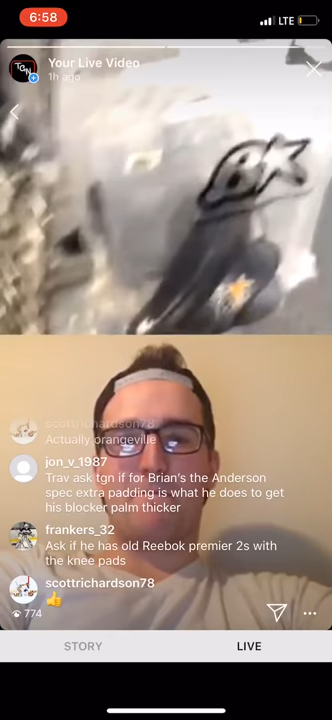 6:58
LTE
TGN
Your Live Video
1h ago
scottrichardson78
Actually orangeville
jon_v_1987
Trav ask tgn if for Brian's the Anderson
spec extra padding is what he does to get
his blocker palm thicker
frankers_32
Ask if he has old Reebok premier 2s with
the knee pads
scottrichardson78
👍
774
STORY
LIVE